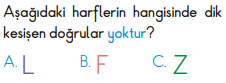 Aşağıdaki harflerin hangisinde dik
kesişen doğrular yoktur?
A. L B. F C. Z